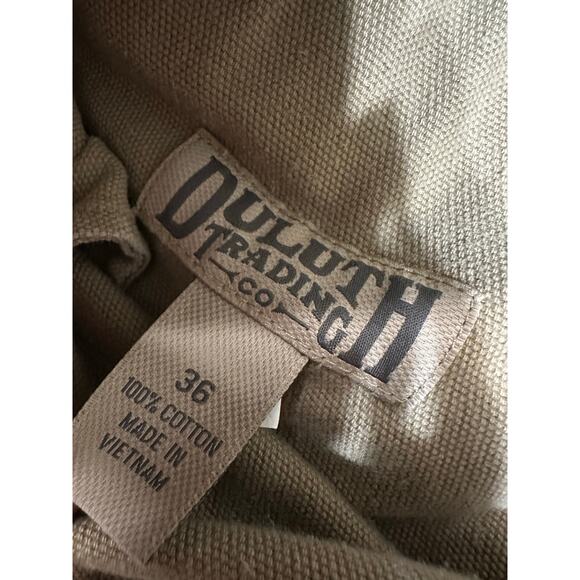 DULUTH
TRADING
CO
36
100% COTTON
MADE IN
VIETNAM